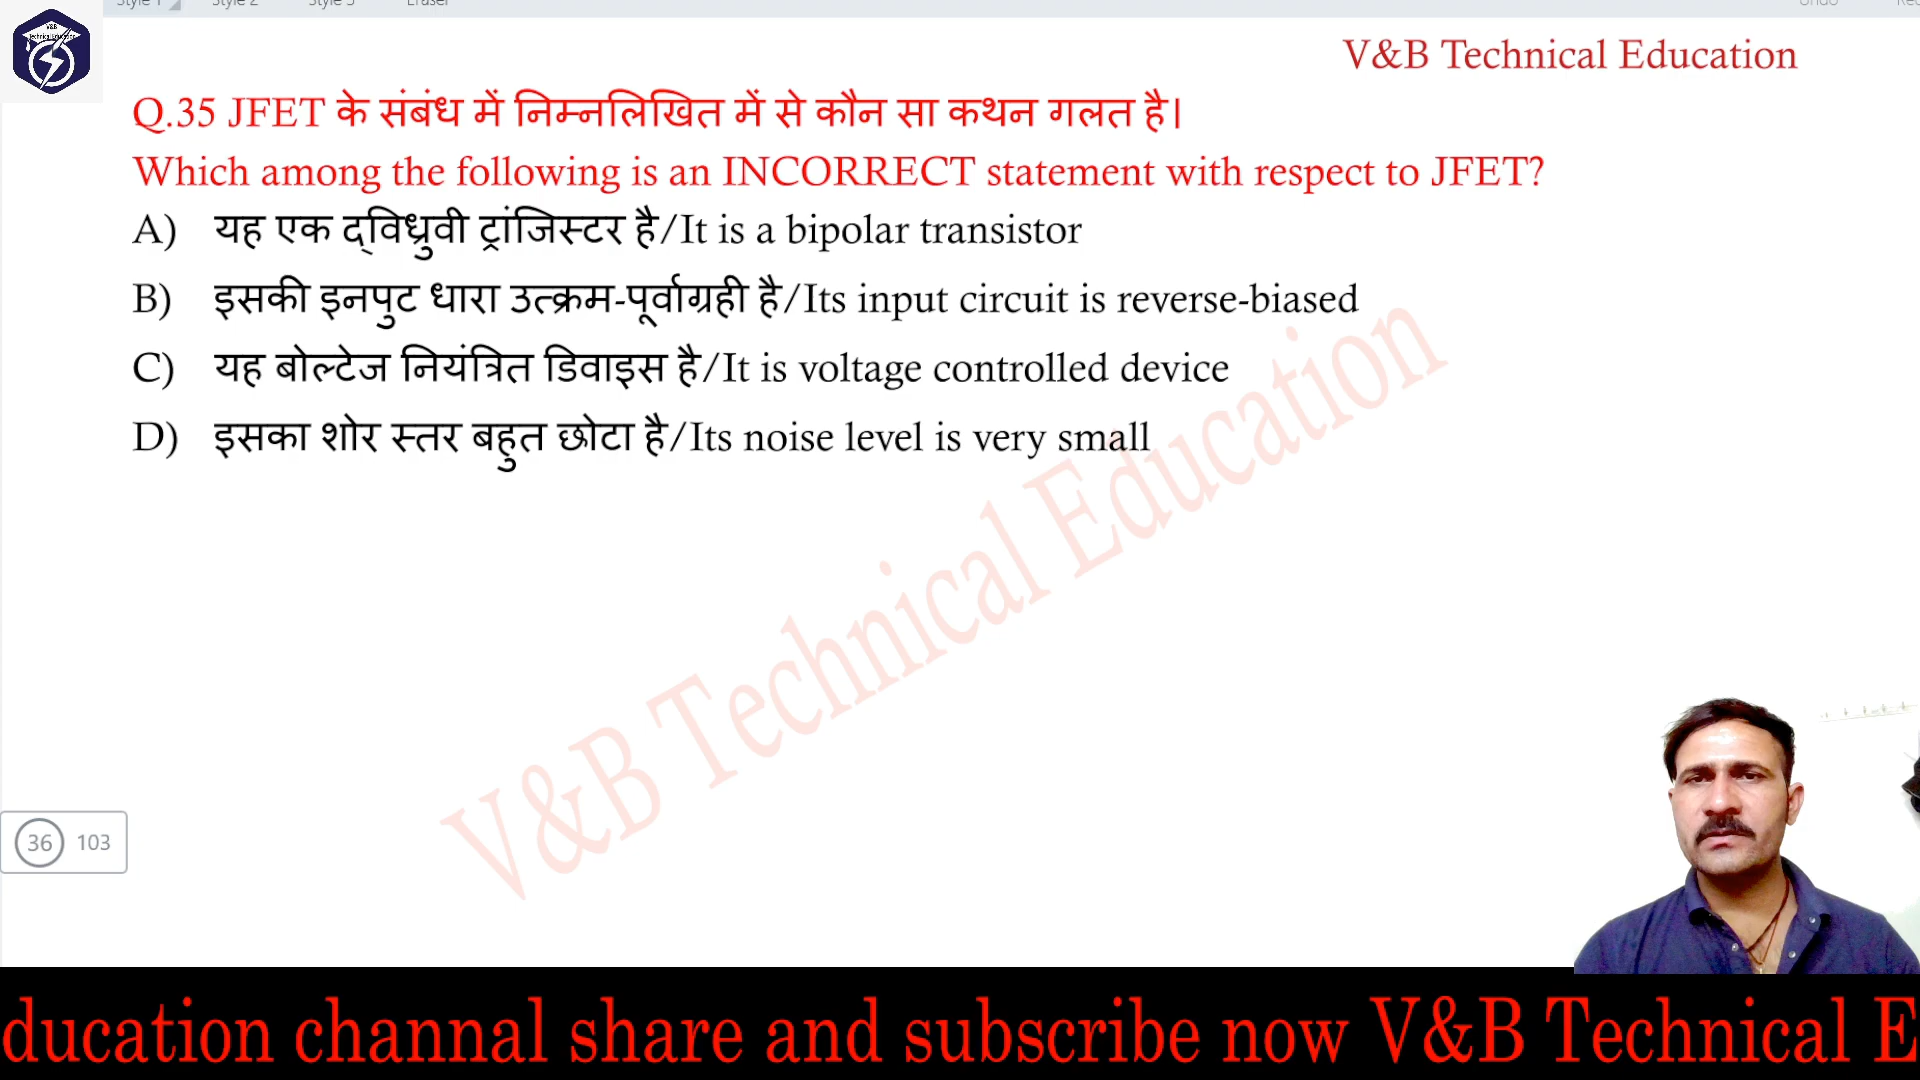 V&B Technical Education
Q.35 JFET के संबंध में निम्नलिखित में से कौन सा कथन गलत है।
Which among the following is an INCORRECT statement with respect to JFET?
A) यह एक द्विध्रुवी ट्रांजिस्टर है/It is a bipolar transistor
B) इसकी इनपुट धारा उत्क्रम-पूर्वाग्रही है/Its input circuit is reverse-biased
C) यह बोल्टेज नियंत्रित डिवाइस है/It is voltage controlled device
D) इसका शोर स्तर बहुत छोटा है/Its noise level is very small
V&B Technical Education
36 103
ducation channal share and subscribe now V&B Technical E